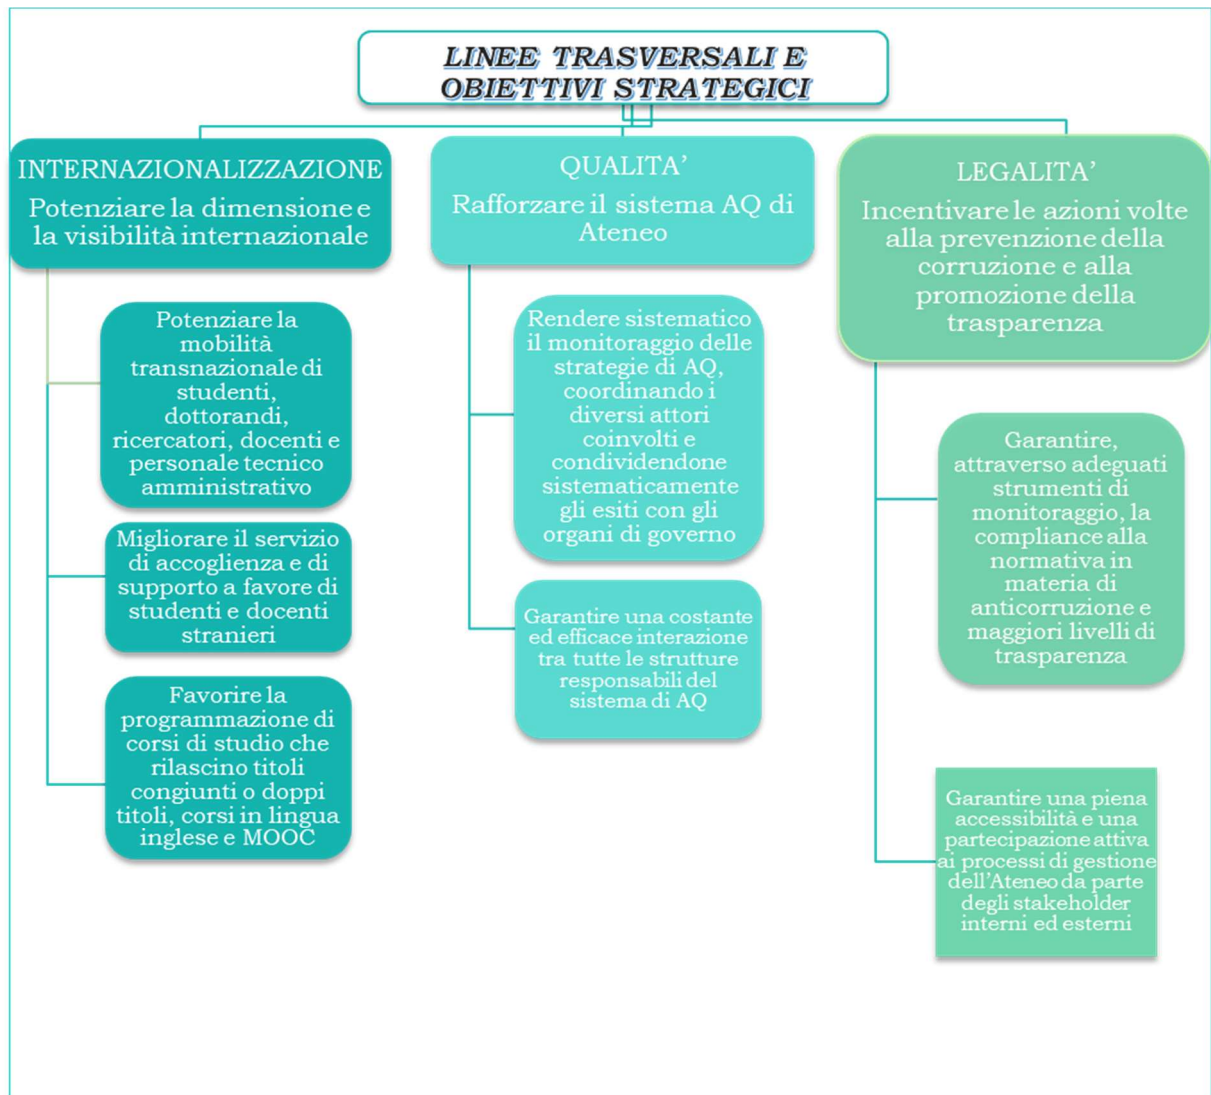 LINEE TRASVERSALI E
OBIETTIVI STRATEGICI
INTERNAZIONALIZZAZIONE
Potenziare la dimensione e
la visibilità internazionale
Potenziare la
mobilità
transnazionale di
studenti,
dottorandi,
ricercatori, docenti e
personale tecnico
amministrativo
Migliorare il servizio
di accoglienza e di
supporto a favore di
studenti e docenti
stranieri
Favorire la
programmazione di
corsi di studio che
rilascino titoli
congiunti o doppi
titoli, corsi in lingua
inglese e MOOC
QUALITA’
Rafforzare il sistema AQ di
Ateneo
Rendere sistematico
il monitoraggio delle
strategie di AQ,
coordinando i
diversi attori
coinvolti e
condividendone
sistematicamente
gli esiti con gli
organi di governo
Garantire una costante
ed efficace interazione
tra tutte le strutture
responsabili del
sistema di AQ
LEGALITA’
Incentivare le azioni volte
alla prevenzione della
corruzione e alla
promozione della
trasparenza
Garantire,
attraverso adeguati
strumenti di
monitoraggio, la
compliance alla
normativa in
materia di
anticorruzione e
maggiori livelli di
trasparenza
Garantire una piena
accessibilità e una
partecipazione attiva
ai processi di gestione
dell’Ateneo da parte
degli stakeholder
interni ed esterni